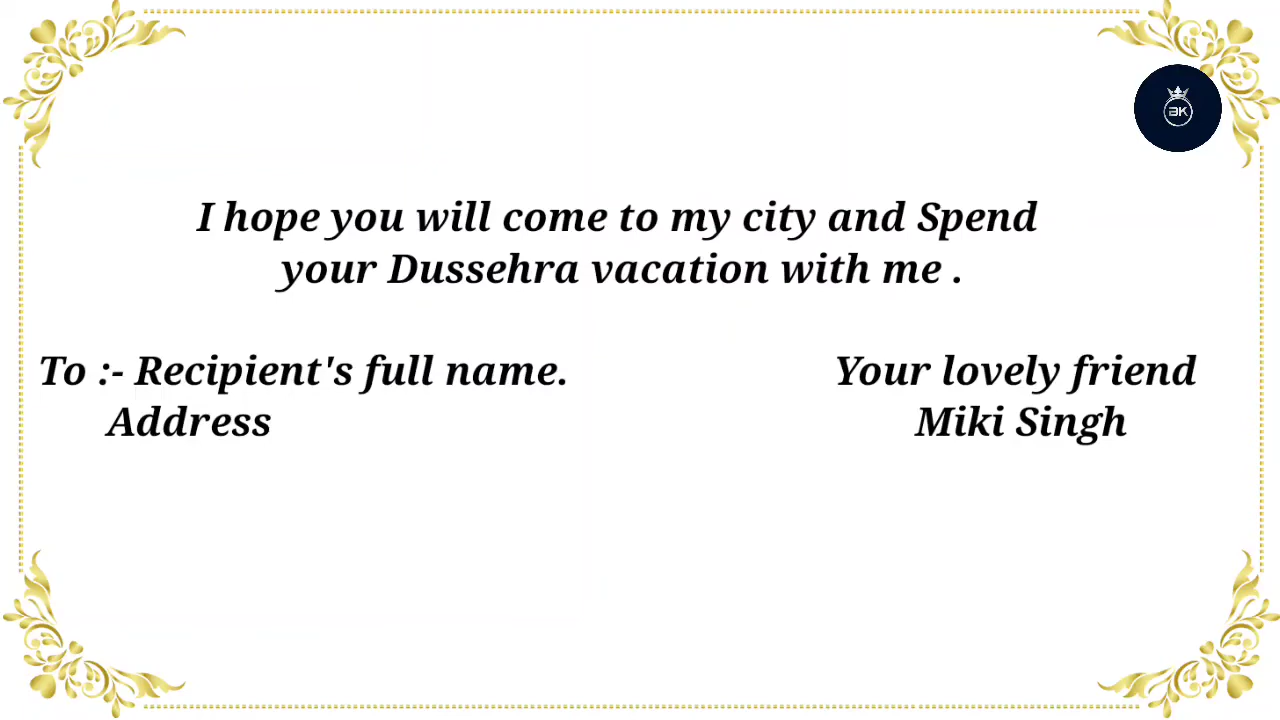 I hope you will come to my city and Spend
your Dussehra vacation with me .
To :- Recipient's full name.
Address
Your lovely friend
Miki Singh